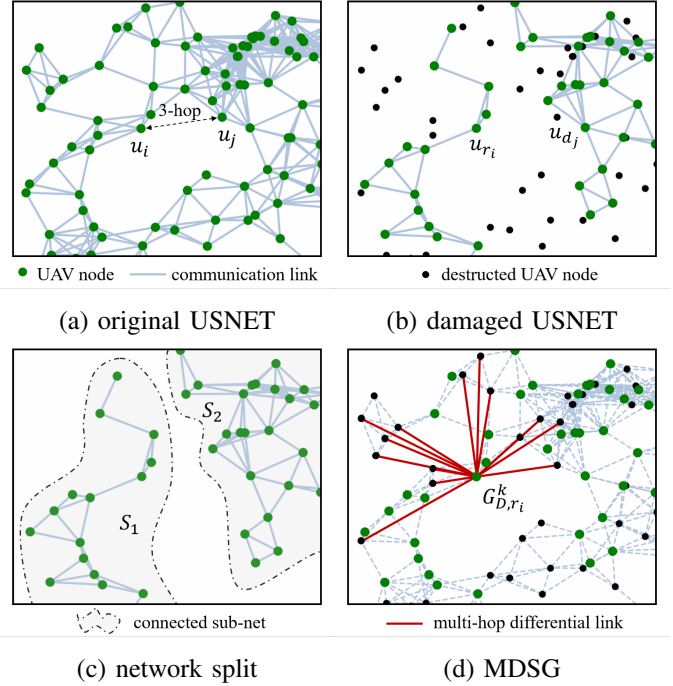 3-hop
u_i
u_j
UAV node
communication link
(a) original USNET
u_{r_i}
u_{d_j}
destructed UAV node
(b) damaged USNET
S_1
S_2
connected sub-net
(c) network split
G^k_{D,r_i}
multi-hop differential link
(d) MDSG